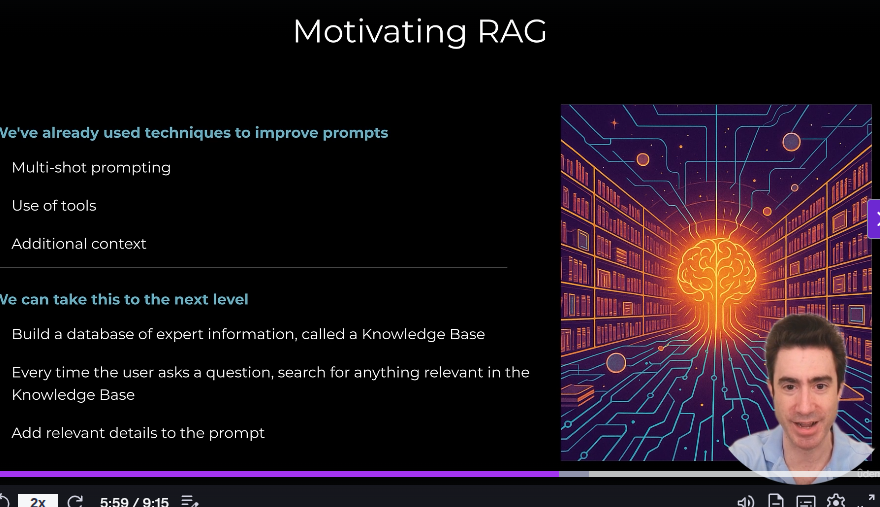 Motivating RAG
We've already used techniques to improve prompts
Multi-shot prompting
Use of tools
Additional context
We can take this to the next level
Build a database of expert information, called a Knowledge Base
Every time the user asks a question, search for anything relevant in the
Knowledge Base
Add relevant details to the prompt
2x
5:59 / 9:15